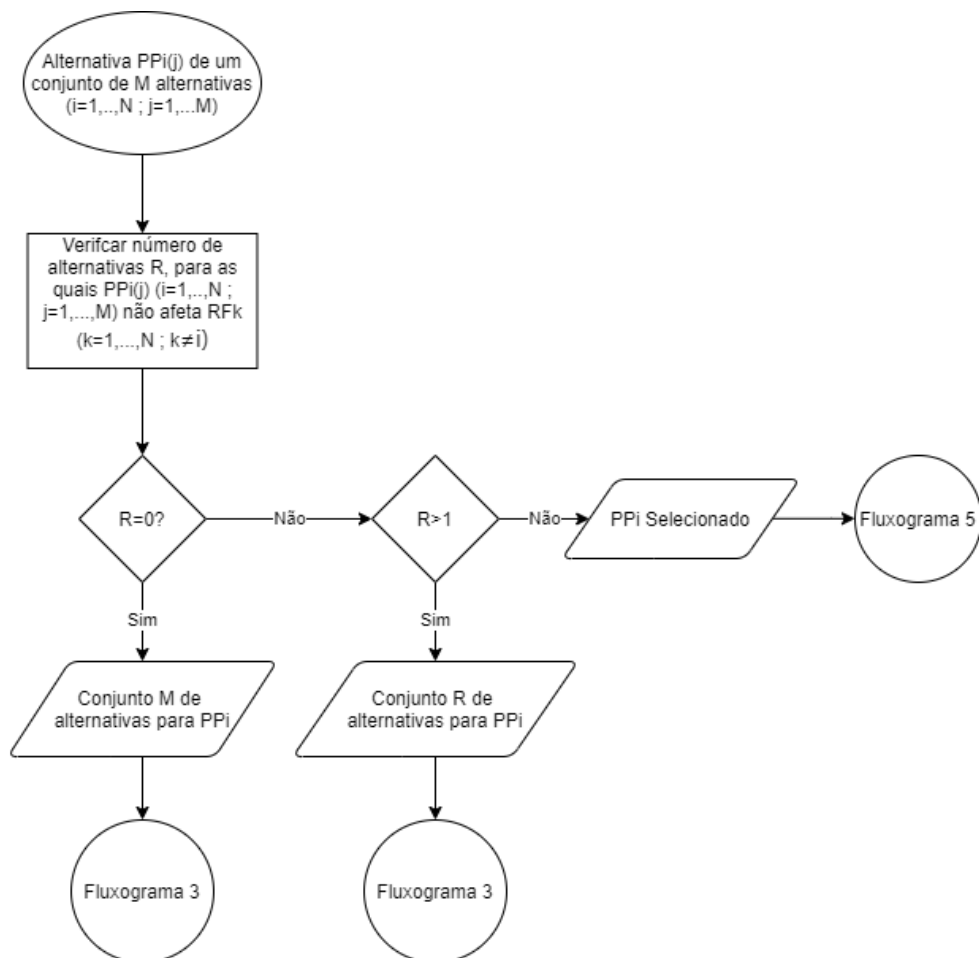 Alternativa PPi(j) de um
conjunto de M alternativas
(i=1,..,N ; j=1,...M)
Verifcar número de
alternativas R, para as
quais PPi(j) (i=1,..,N ;
j=1,...,M) não afeta RFk
(k=1,...,N ; k≠i)
R=0?
Não
R>1
Não
PPi Selecionado
Fluxograma 5
Sim
Sim
Conjunto M de
alternativas para PPi
Conjunto R de
alternativas para PPi
Fluxograma 3
Fluxograma 3